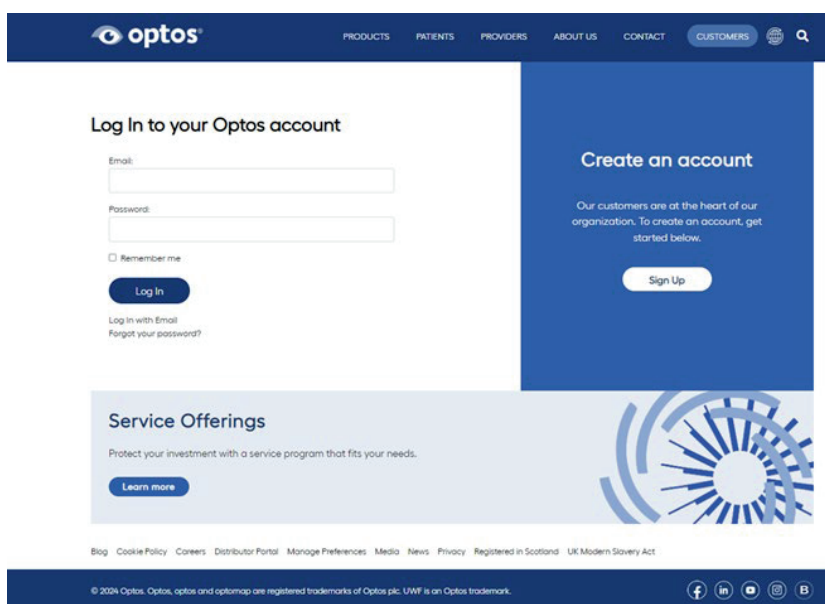 optos®
PRODUCTS PATIENTS PROVIDERS ABOUT US CONTACT CUSTOMERS
Log In to your Optos account
Email:
Password:
Remember me
Log In
Log In with Email
Forgot your password?
Create an account
Our customers are at the heart of our
organization. To create an account, get
started below.
Sign Up
Service Offerings
Protect your investment with a service program that fits your needs.
Learn more
Blog Cookie Policy Careers Distributor Portal Manage Preferences Media News Privacy Registered in Scotland UK Modern Slavery Act
© 2024 Optos. Optos, optos and optomap are registered trademarks of Optos plc. UWF is an Optos trademark.
f in B